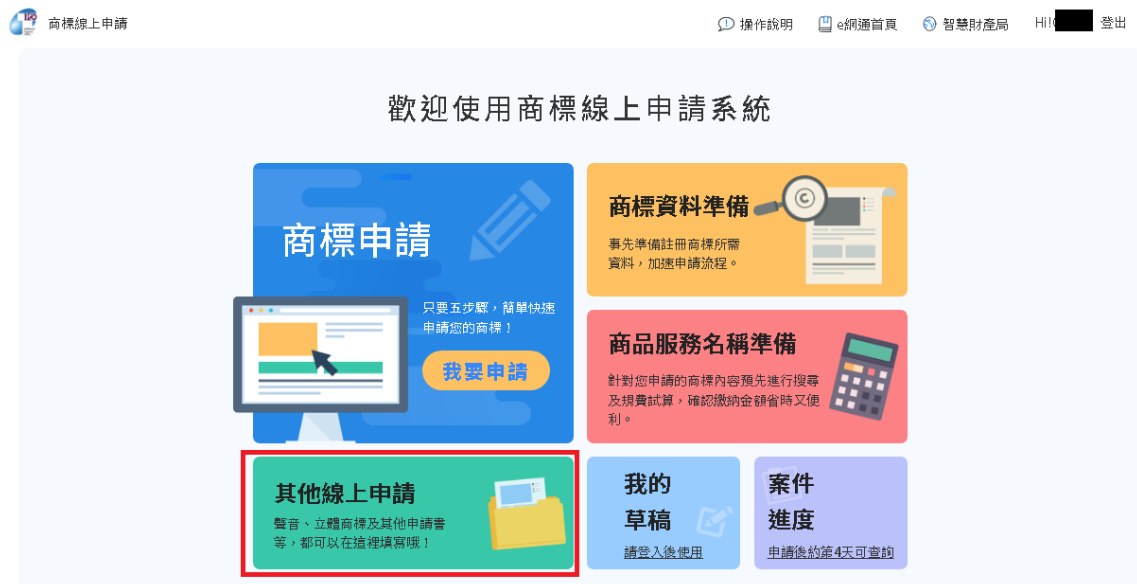 商標線上申請
操作說明
e網通首頁
智慧財產局
Hi!
登出
歡迎使用商標線上申請系統
商標申請
只要五步驟，簡單快速
申請您的商標！
我要申請
商標資料準備
事先準備註冊商標所需
資料，加速申請流程。
商品服務名稱準備
針對您申請的商標內容預先進行搜尋
及規費試算，確認繳納金額省時又便
利。
其他線上申請
聲音、立體商標及其他申請書
等，都可以在這裡填寫哦！
我的
草稿
請登入後使用
案件
進度
申請後約第4天可查詢